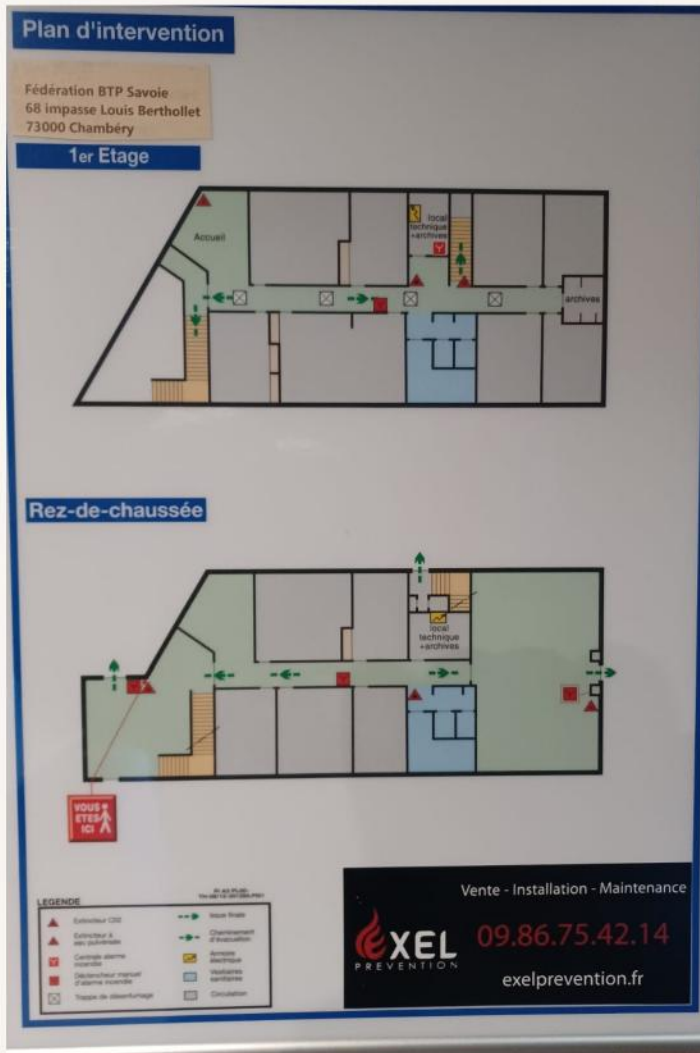 Plan d'intervention
Fédération BTP Savoie
68 impasse Louis Berthollet
73000 Chambéry
1er Etage
Accueil
local
technique
+archives
archives
Rez-de-chaussée
local
technique
+archives
VOUS
ETES
ICI
LEGENDE
Extincteur CO2
Extincteur à
eau pulvérisée
Centrale alarme
incendie
Déclencheur manuel
d'alarme incendie
Trappe de désenfumage
Issue finale
Cheminement
d'évacuation
Armoire
électrique
Vestiaires
sanitaires
Circulation
Vente - Installation - Maintenance
EXEL
PREVENTION
09.86.75.42.14
exelprevention.fr